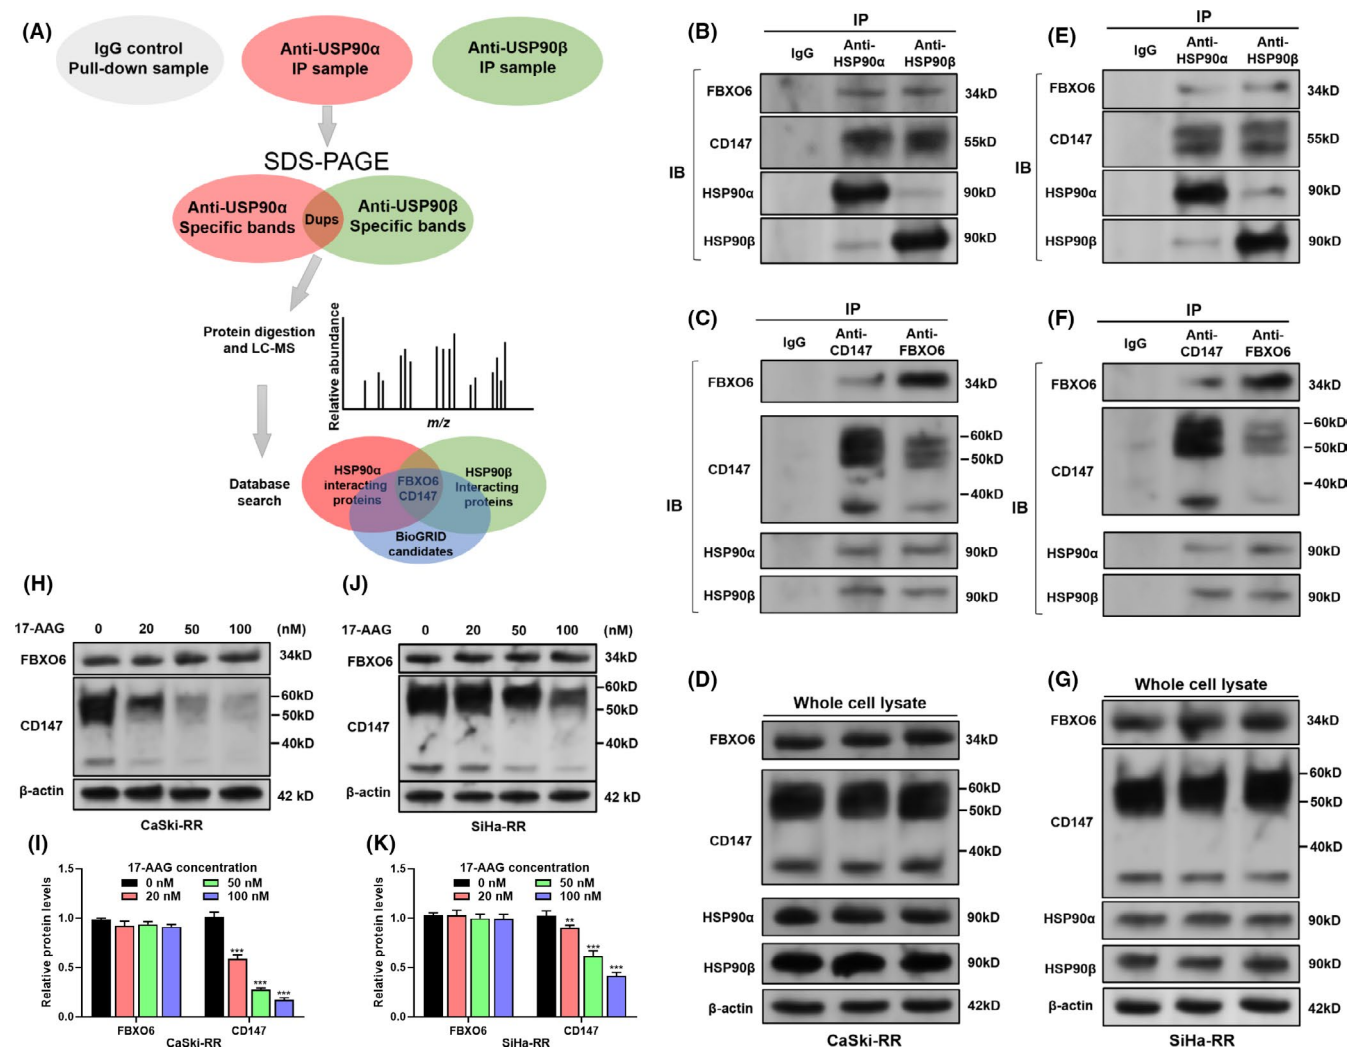 (A)
IgG control
Pull-down sample
Anti-USP90α
IP sample
Anti-USP90β
IP sample
SDS-PAGE
Anti-USP90α
Specific bands
Dups
Anti-USP90β
Specific bands
Protein digestion
and LC-MS
Relative abundance
m/z
Database
search
HSP90α
interacting
proteins
FBXO6
CD147
HSP90β
Interacting
proteins
BioGRID
candidates
(B)
IP
IgG
Anti-
HSP90α
Anti-
HSP90β
FBXO6
34kD
CD147
55kD
IB
HSP90α
90kD
HSP90β
90kD
(E)
IP
IgG
Anti-
HSP90α
Anti-
HSP90β
FBXO6
34kD
CD147
55kD
IB
HSP90α
90kD
HSP90β
90kD
(C)
IP
IgG
Anti-
CD147
Anti-
FBXO6
FBXO6
34kD
60kD
50kD
CD147
40kD
IB
HSP90α
90kD
HSP90β
90kD
(F)
IP
IgG
Anti-
CD147
Anti-
FBXO6
FBXO6
34kD
60kD
50kD
CD147
40kD
IB
HSP90α
90kD
HSP90β
90kD
(H)
17-AAG 0 20 50 100 (nM)
FBXO6
34kD
60kD
CD147
50kD
40kD
β-actin
42 kD
CaSki-RR
(J)
17-AAG 0 20 50 100 (nM)
FBXO6
34kD
60kD
CD147
50kD
40kD
β-actin
42 kD
SiHa-RR
(D)
Whole cell lysate
FBXO6
34kD
60kD
50kD
CD147
40kD
HSP90α
90kD
HSP90β
90kD
β-actin
42kD
CaSki-RR
(G)
Whole cell lysate
FBXO6
34kD
60kD
50kD
CD147
40kD
HSP90α
90kD
HSP90β
90kD
β-actin
42kD
SiHa-RR
(I)
17-AAG concentration
0 nM
50 nM
20 nM
100 nM
Relative protein levels
1.5
1.0
0.5
0.0
***
***
***
FBXO6
CD147
CaSki-RR
(K)
17-AAG concentration
0 nM
50 nM
20 nM
100 nM
Relative protein levels
1.5
1.0
0.5
0.0
**
***
***
FBXO6
CD147
SiHa-RR